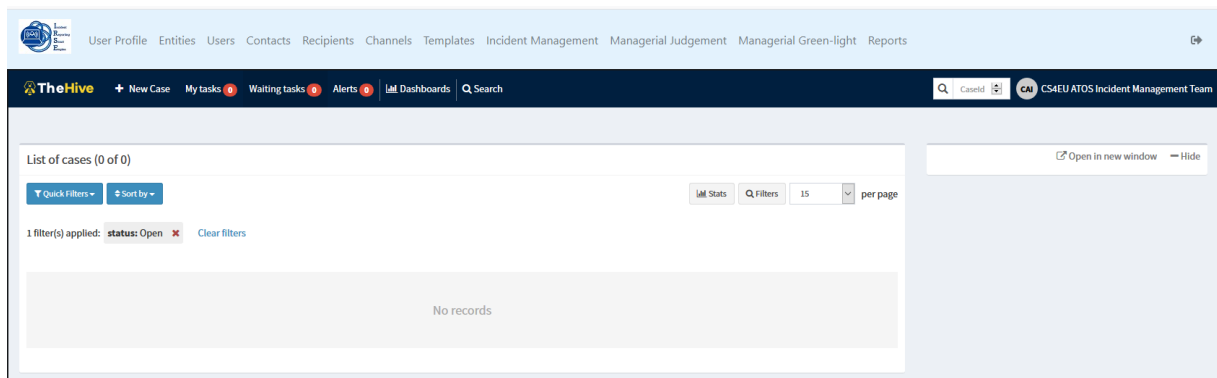 User Profile Entities Users Contacts Recipients Channels Templates Incident Management Managerial Judgement Managerial Green-light Reports
TheHive + New Case My tasks 0 Waiting tasks 0 Alerts 0 Dashboards Search CaseId CAI CS4EU ATOS Incident Management Team
List of cases (0 of 0) Open in new window Hide
Quick Filters Sort by Stats Filters 15 per page
1 filter(s) applied: status: Open Clear filters
No records